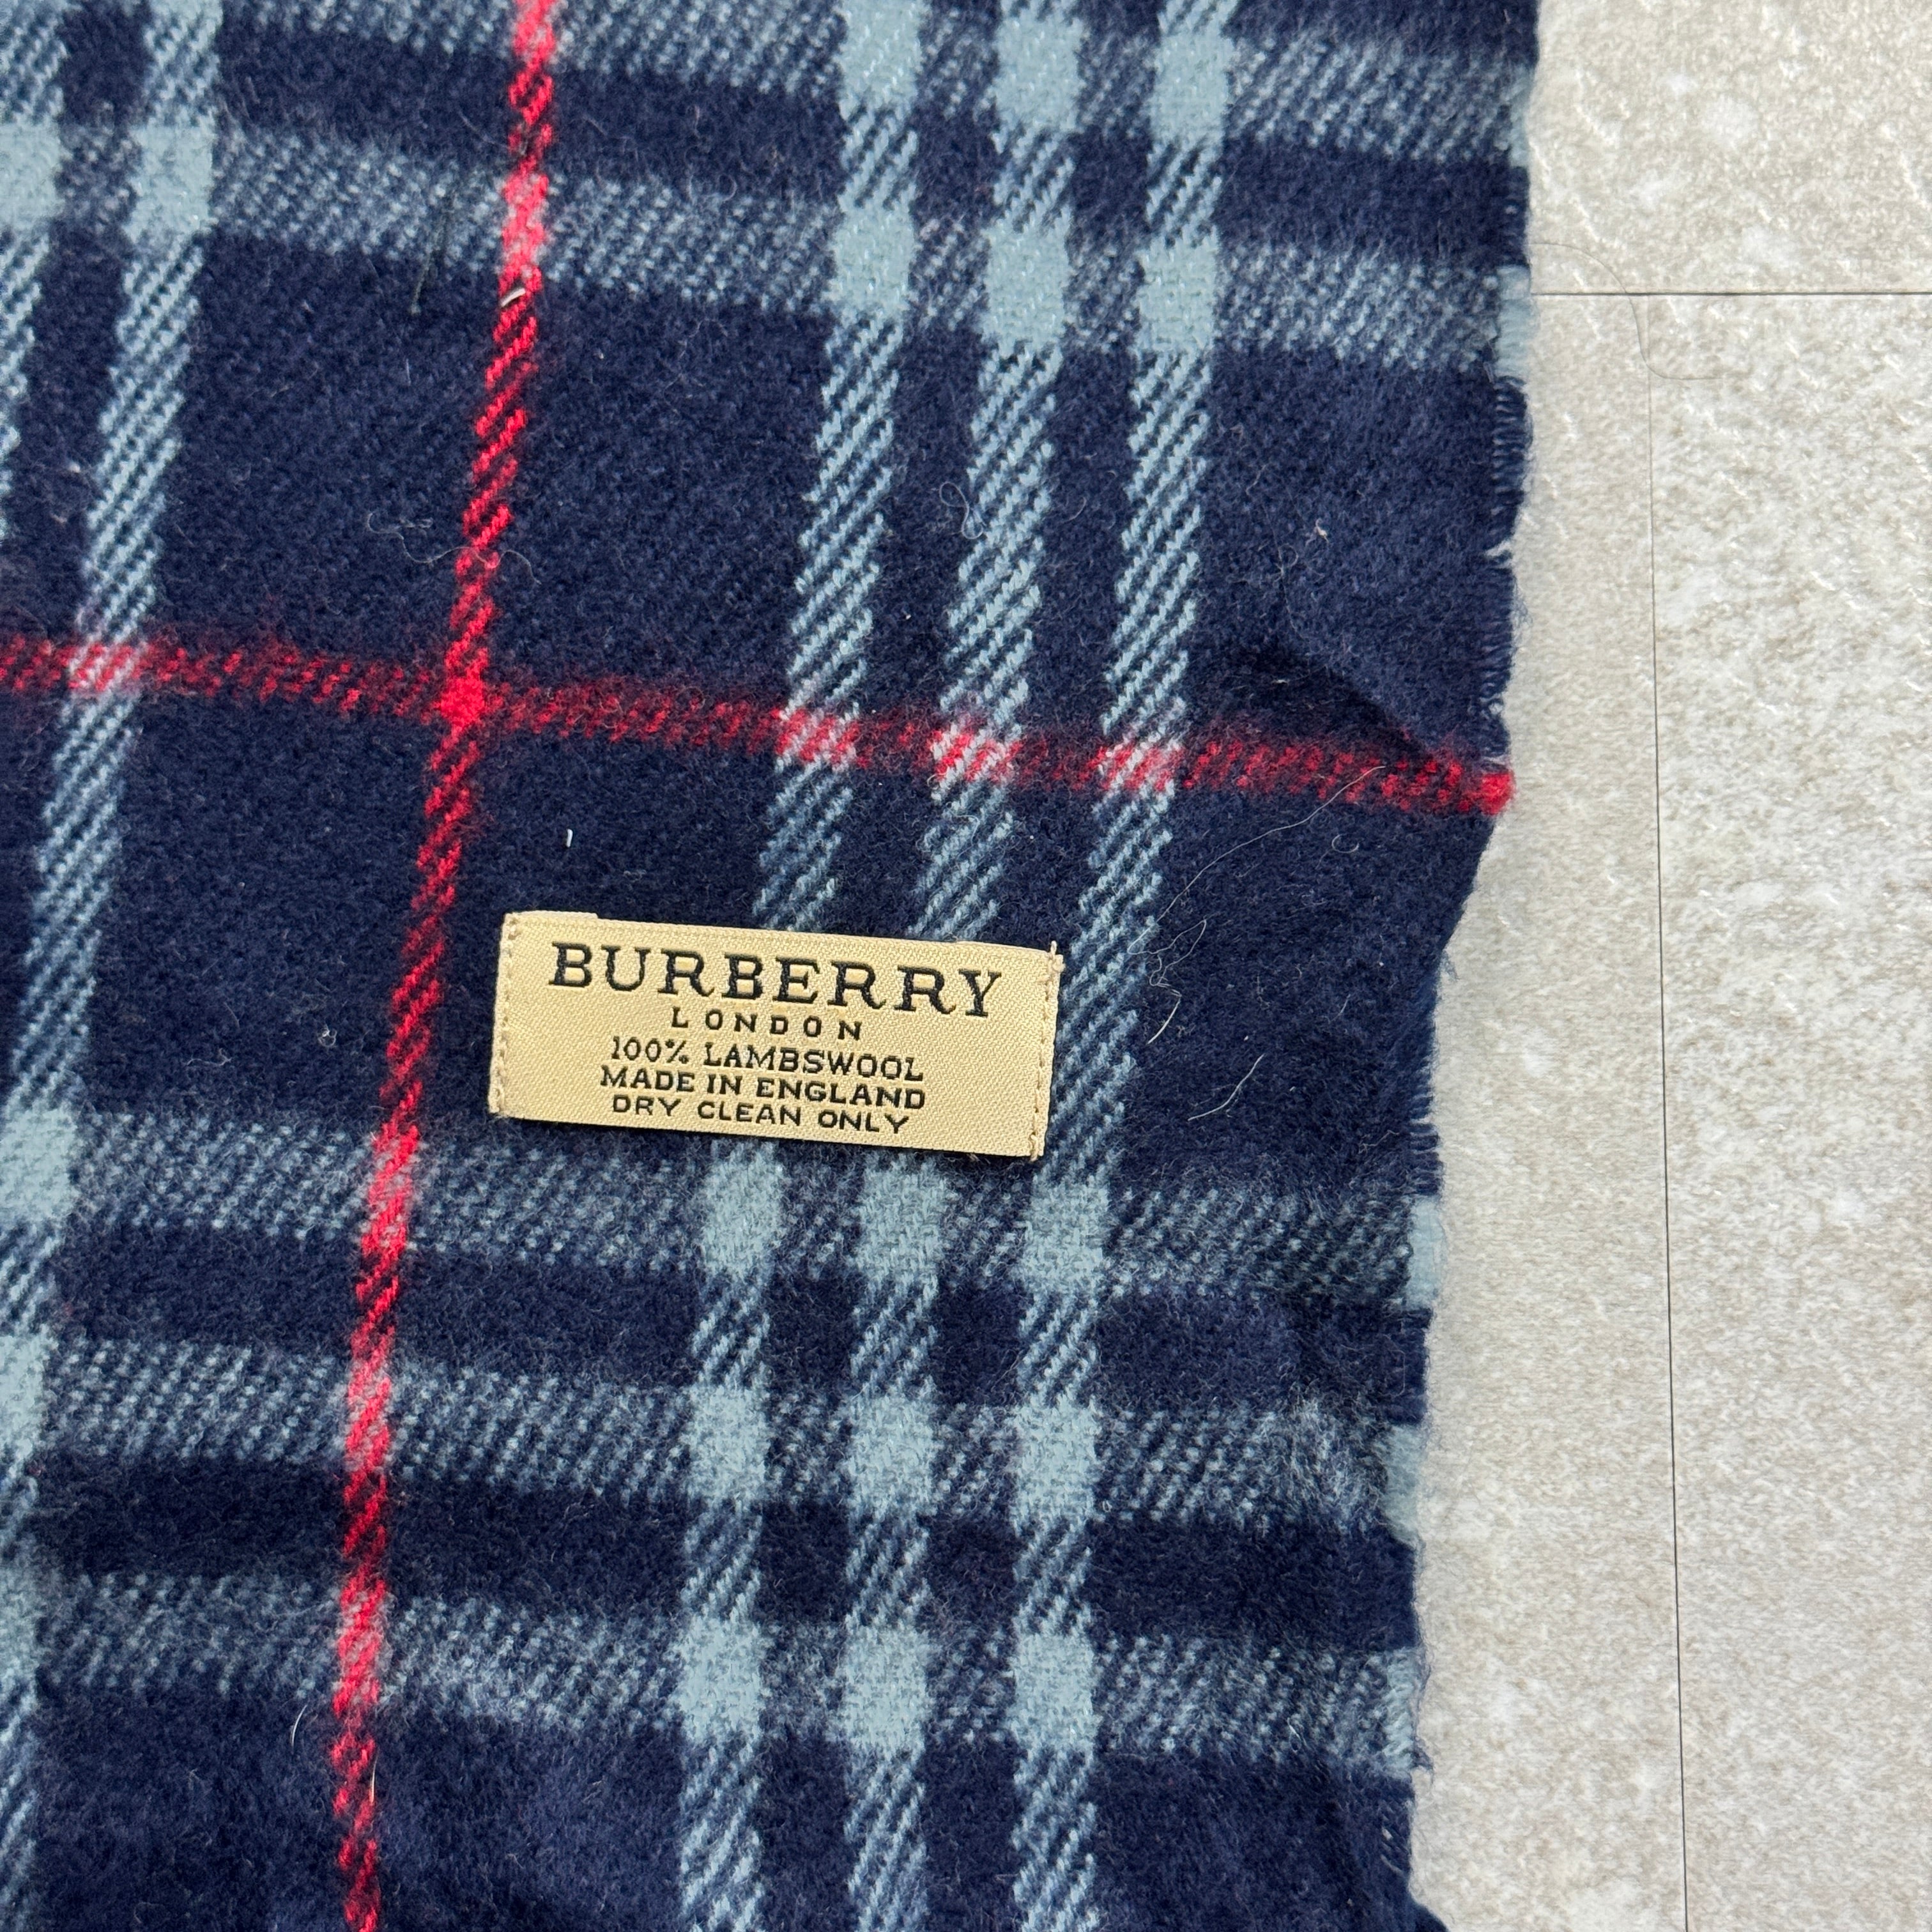 BURBERRY
LONDON
100% LAMBSWOOL
MADE IN ENGLAND
DRY CLEAN ONLY